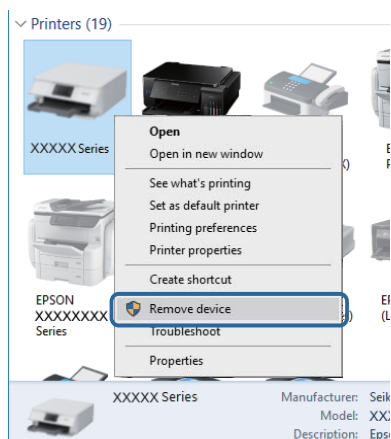 Printers (19)
XXXXX Series
Open
Open in new window
See what's printing
Set as default printer
Printing preferences
Printer properties
Create shortcut
Remove device
Troubleshoot
Properties
EPSON
XXXXXXXX
Series
XXXXX Series
Manufacturer:
Model:
Description: